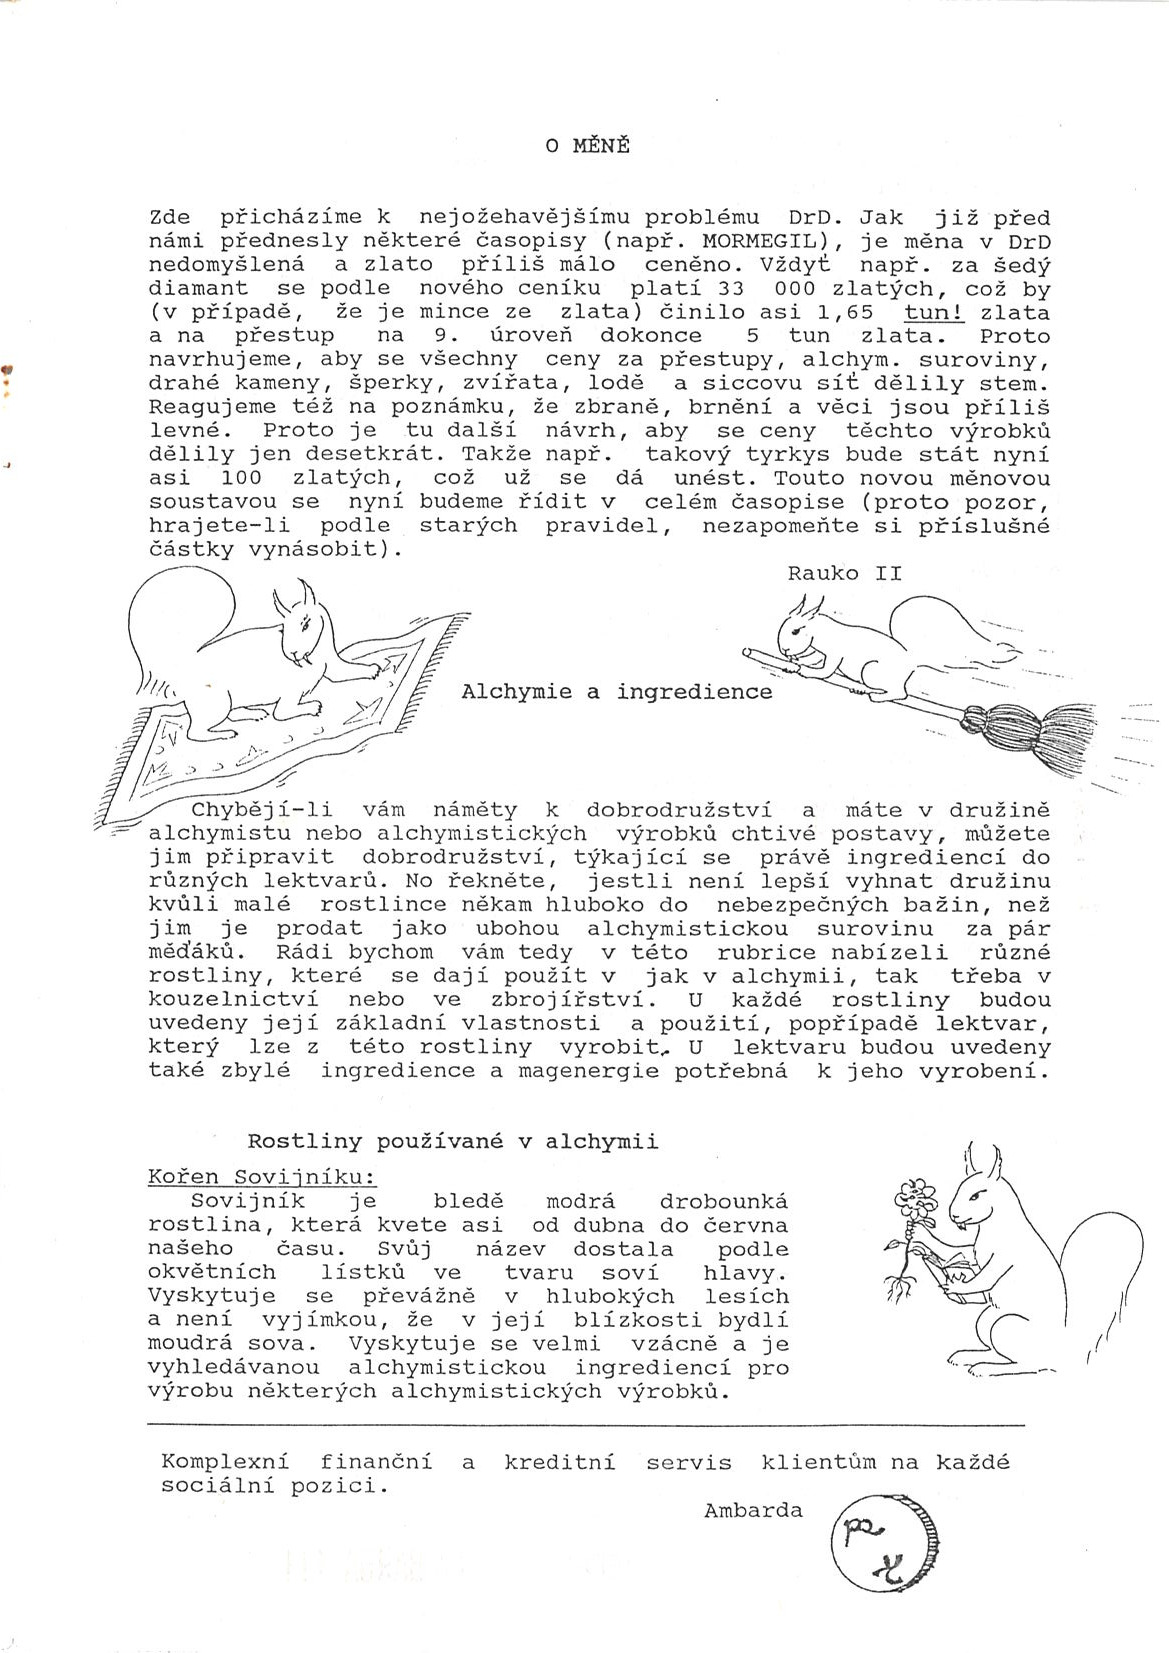 O MĚNĚ
Zde přicházíme k nejožehavějšímu problému DrD. Jak již před
námi přednesly některé časopisy (např. MORMEGIL), je měna v DrD
nedomyšlená a zlato příliš málo ceněno. Vždyť např. za šedý
diamant se podle nového ceníku platí 33 000 zlatých, což by
(v případě, že je mince ze zlata) činilo asi 1,65 tun! zlata
a na přestup na 9. úroveň dokonce 5 tun zlata. Proto
navrhujeme, aby se všechny ceny za přestupy, alchym. suroviny,
drahé kameny, šperky, zvířata, lodě a siccovu síť dělily stem.
Reagujeme též na poznámku, že zbraně, brnění a věci jsou příliš
levné. Proto je tu další návrh, aby se ceny těchto výrobků
dělily jen desetkrát. Takže např. takový tyrkys bude stát nyní
asi 100 zlatých, což už se dá unést. Touto novou měnovou
soustavou se nyní budeme řídit v celém časopise (proto pozor,
hrajete-li podle starých pravidel, nezapomeňte si příslušné
částky vynásobit).
Rauko II
Alchymie a ingredience
Chybějí-li vám náměty k dobrodružství a máte v družině
alchymistu nebo alchymistických výrobků chtivé postavy, můžete
jim připravit dobrodružství, týkající se právě ingrediencí do
různých lektvarů. No řekněte, jestli není lepší vyhnat družinu
kvůli malé rostlince někam hluboko do nebezpečných bažin, než
jim je prodat jako ubohou alchymistickou surovinu za pár
měďáků. Rádi bychom vám tedy v této rubrice nabízeli různé
rostliny, které se dají použít v jak v alchymii, tak třeba v
kouzelnictví nebo ve zbrojířství. U každé rostliny budou
uvedeny její základní vlastnosti a použití, popřípadě lektvar,
který lze z této rostliny vyrobit. U lektvaru budou uvedeny
také zbylé ingredience a magenergie potřebná k jeho vyrobení.
Rostliny používané v alchymii
Kořen Sovijníku:
Sovijník je bledě modrá drobounká
rostlina, která kvete asi od dubna do června
našeho času. Svůj název dostala podle
okvětních lístků ve tvaru soví hlavy.
Vyskytuje se převážně v hlubokých lesích
a není vyjímkou, že v její blízkosti bydlí
moudrá sova. Vyskytuje se velmi vzácně a je
vyhledávanou alchymistickou ingrediencí pro
výrobu některých alchymistických výrobků.
Komplexní finanční a kreditní servis klientům na každé
sociální pozici.
Ambarda